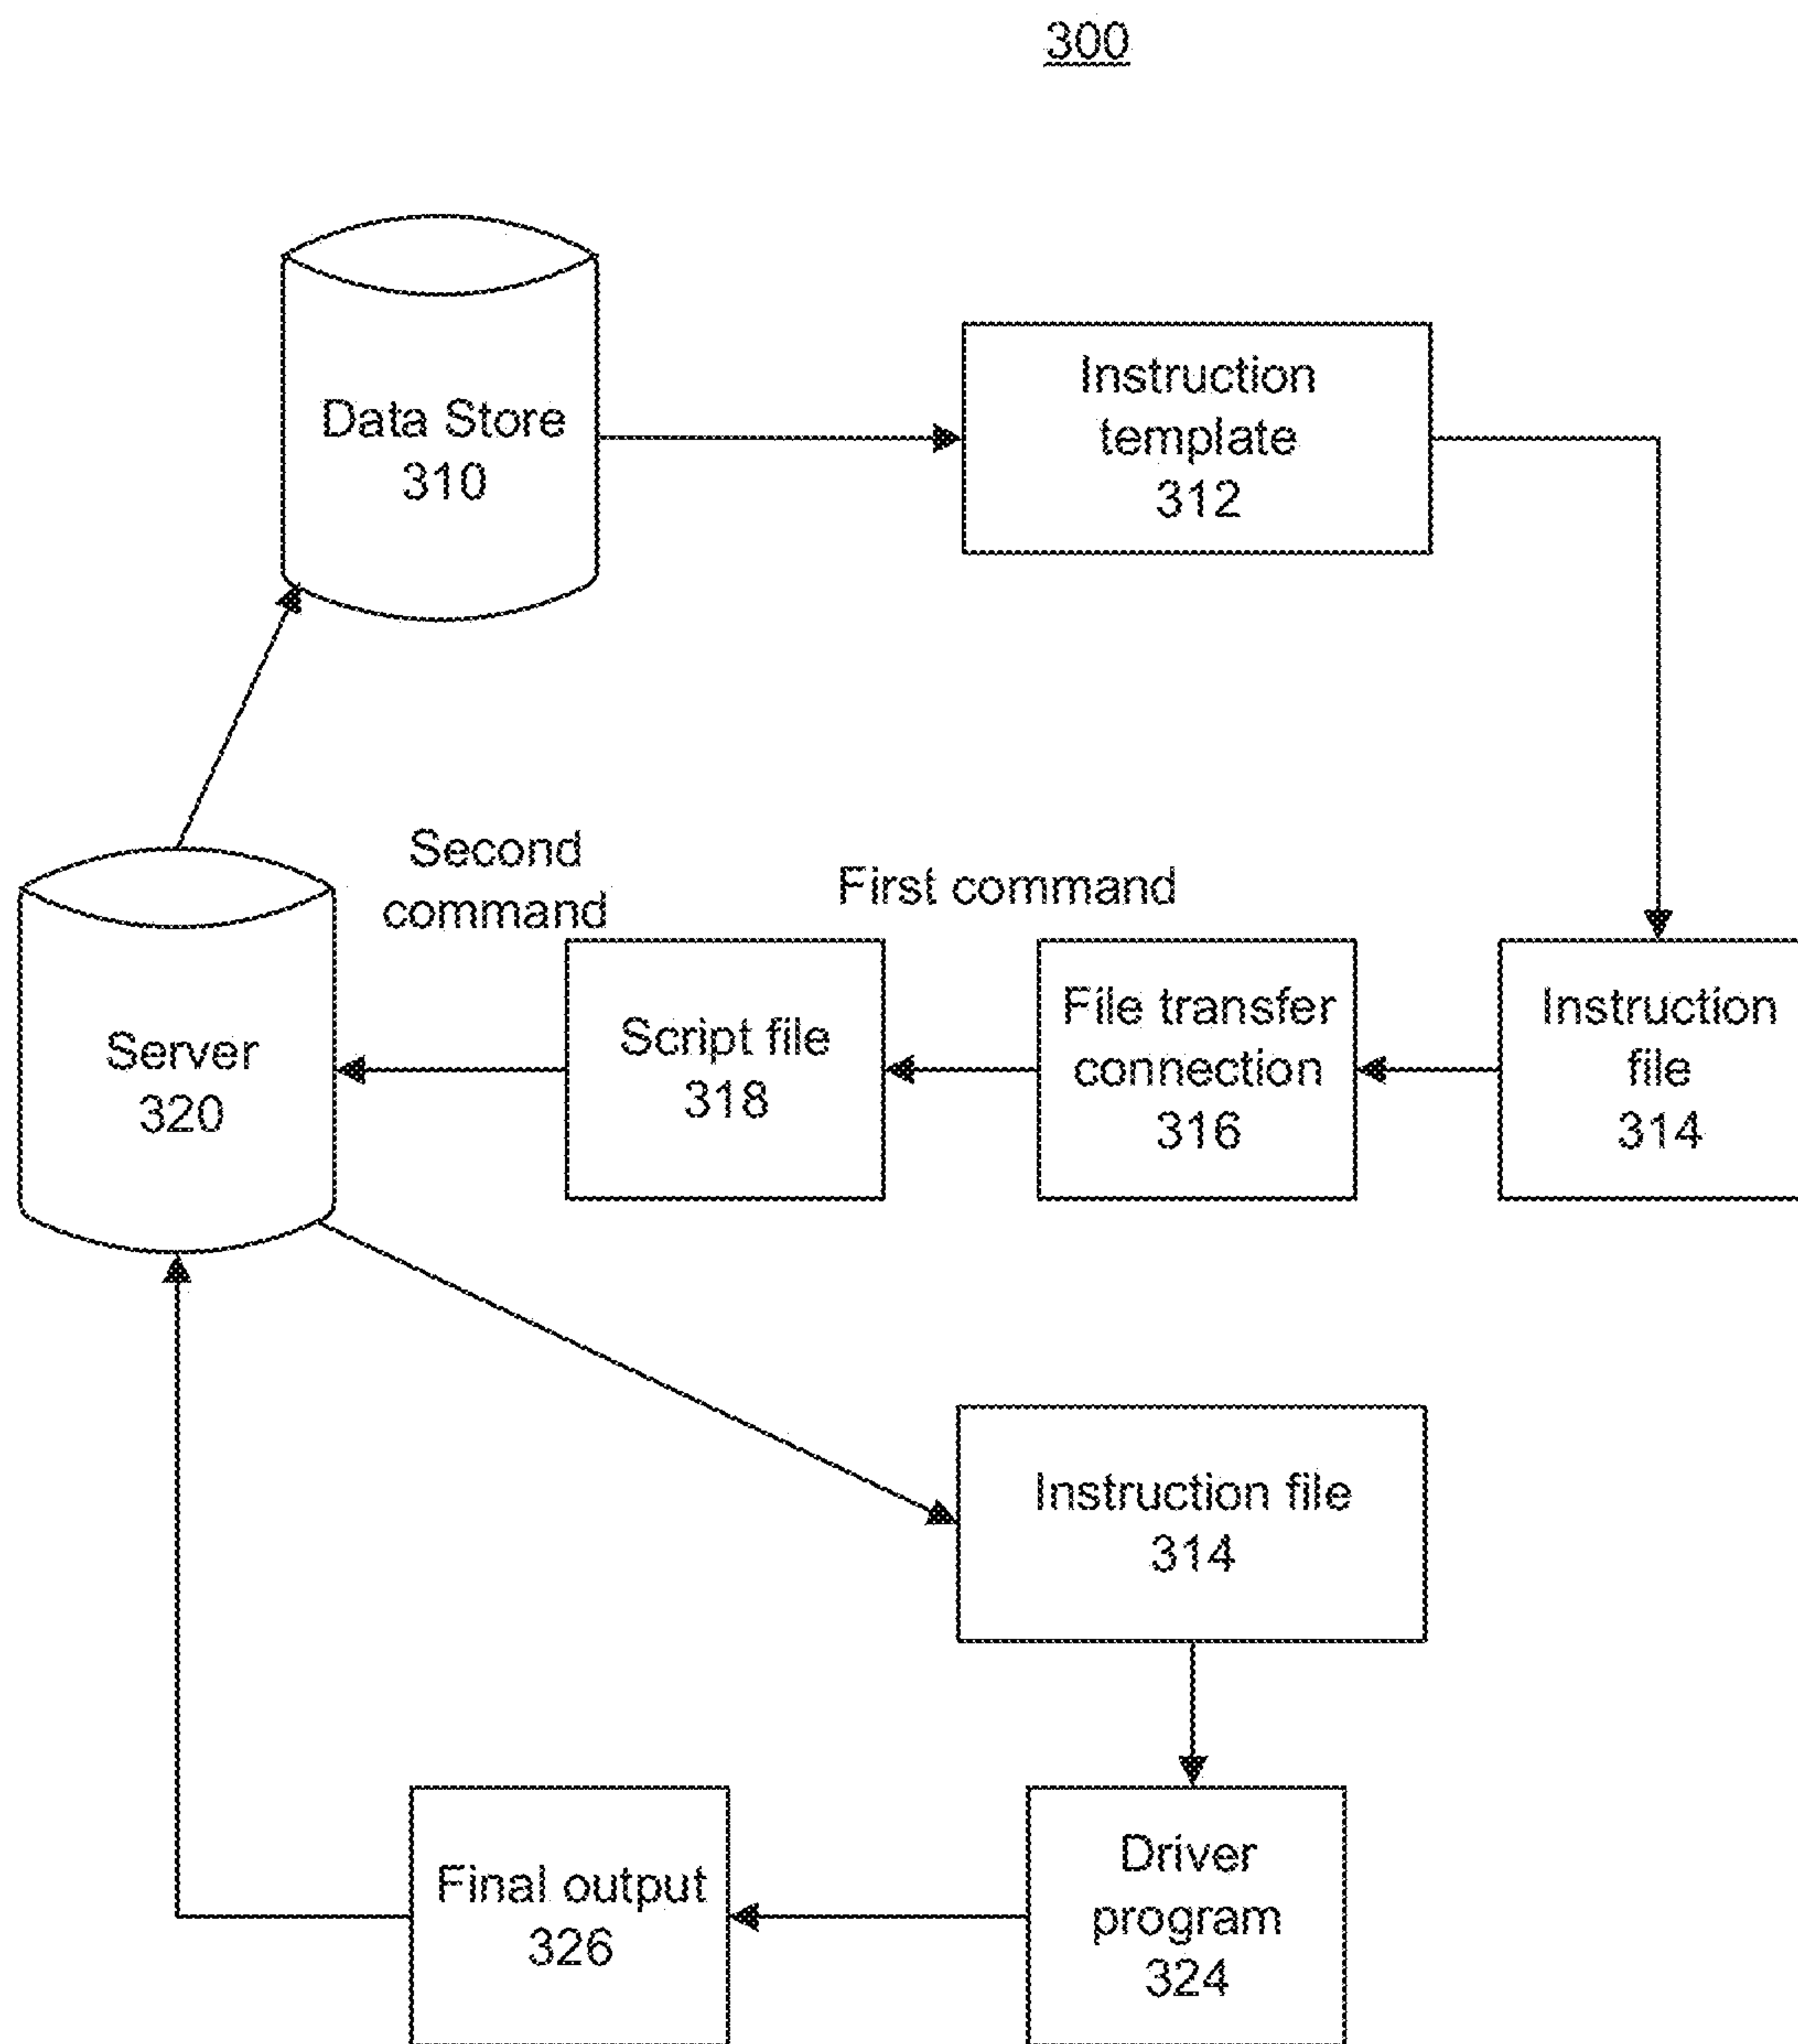 300
Data Store
310
Instruction
template
312
Second
command
First command
Server
320
Script file
318
File transfer
connection
316
Instruction
file
314
Instruction file
314
Final output
326
Driver
program
324